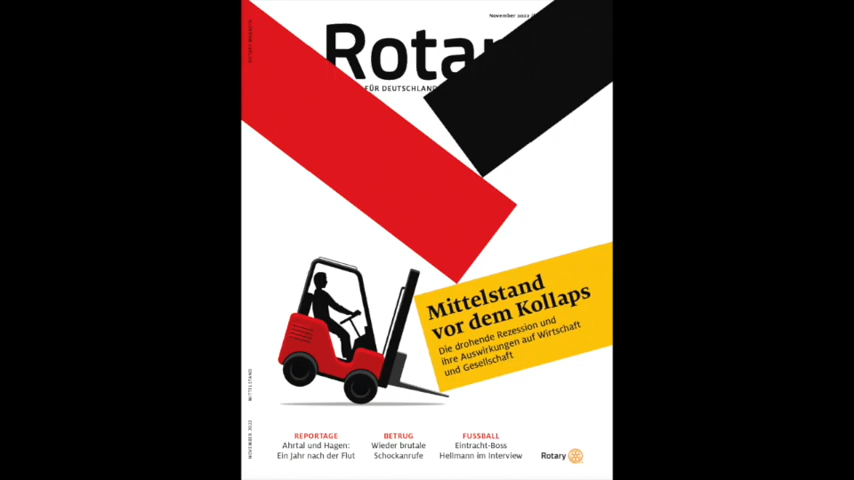 November 2022
Rotar
FÜR DEUTSCHLAND
ROTARY MAGAZIN
Mittelstand
vor dem Kollaps
Die drohende Rezession und
ihre Auswirkungen auf Wirtschaft
und Gesellschaft
MITTELSTAND
NOVEMBER 2022
REPORTAGE
Ahrtal und Hagen:
Ein Jahr nach der Flut
BETRUG
Wieder brutale
Schockanrufe
FUSSBALL
Eintracht-Boss
Hellmann im Interview
Rotary